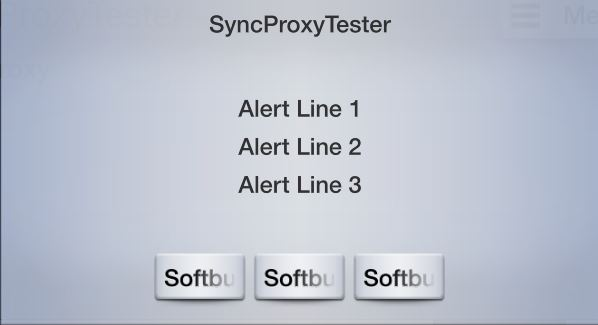 SyncProxyTester
Alert Line 1
Alert Line 2
Alert Line 3
Softbu Softbu Softbu